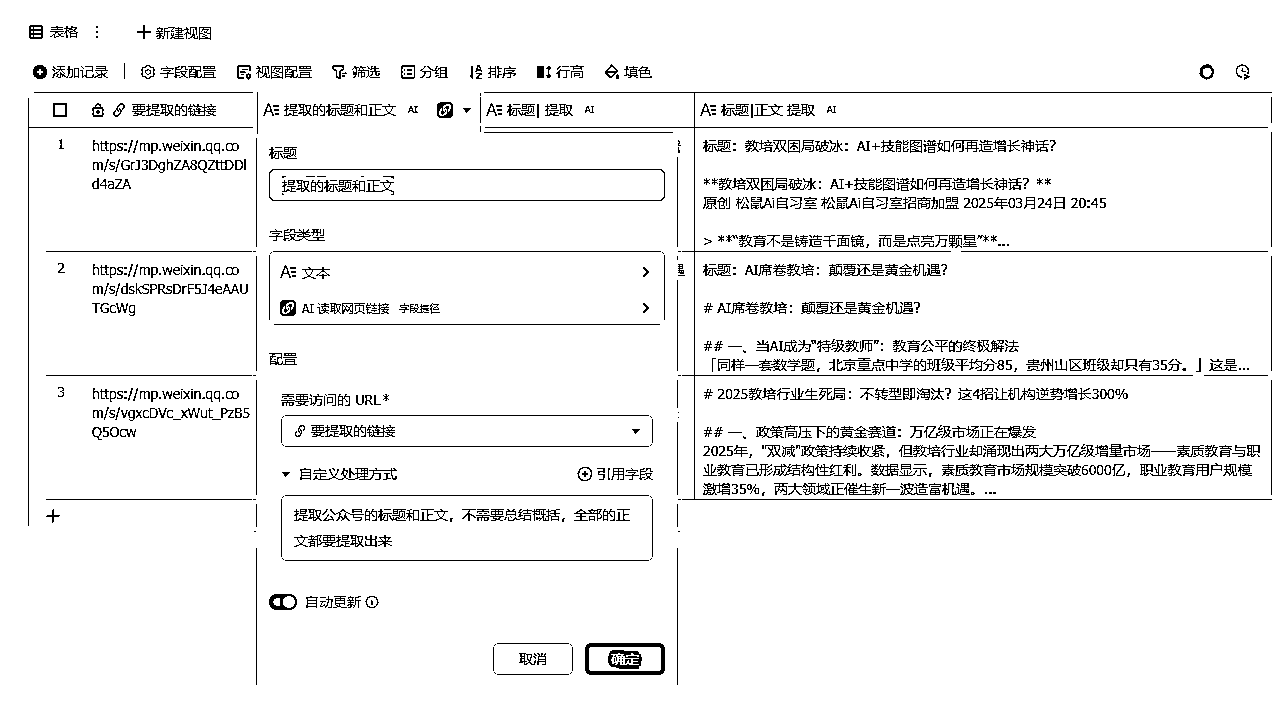 表格
新建视图
添加记录 字段配置 视图配置 筛选 分组 排序 行高 填色
要提取的链接 提取的标题和正文 AI 标题| 提取 AI 标题|正文 提取 AI
1
https://mp.weixin.qq.co
m/s/GrJ3DghZA8QZttDDl
d4aZA
2
https://mp.weixin.qq.co
m/s/dskSPRsDrF5J4eAAU
TGcWg
3
https://mp.weixin.qq.co
m/s/vgxcDVc_xWut_PzB5
Q5Ocw
标题
提取的标题和正文
字段类型
文本
AI 读取网页链接 字段捷径
配置
需要访问的 URL*
要提取的链接
自定义处理方式 引用字段
提取公众号的标题和正文，不需要总结概括，全部的正
文都要提取出来
自动更新
取消 确定
标题：教培双困局破冰：AI+技能图谱如何再造增长神话？
**教培双困局破冰：AI+技能图谱如何再造增长神话？**
原创 松鼠Ai自习室 松鼠Ai自习室招商加盟 2025年03月24日 20:45
> **“教育不是铸造千面镜，而是点亮万颗星”**...
标题：AI席卷教培：颠覆还是黄金机遇？
# AI席卷教培：颠覆还是黄金机遇？
## 一、当AI成为“特级教师”：教育公平的终极解法
「同样一套数学题，北京重点中学的班级平均分85，贵州山区班级却只有35分。」这是...
# 2025教培行业生死局：不转型即淘汰？这4招让机构逆势增长300%
## 一、政策高压下的黄金赛道：万亿级市场正在爆发
2025年，"双减"政策持续收紧，但教培行业却涌现出两大万亿级增量市场——素质教育与职
业教育已形成结构性红利。数据显示，素质教育市场规模突破6000亿，职业教育用户规模
激增35%，两大领域正催生新一波造富机遇。...